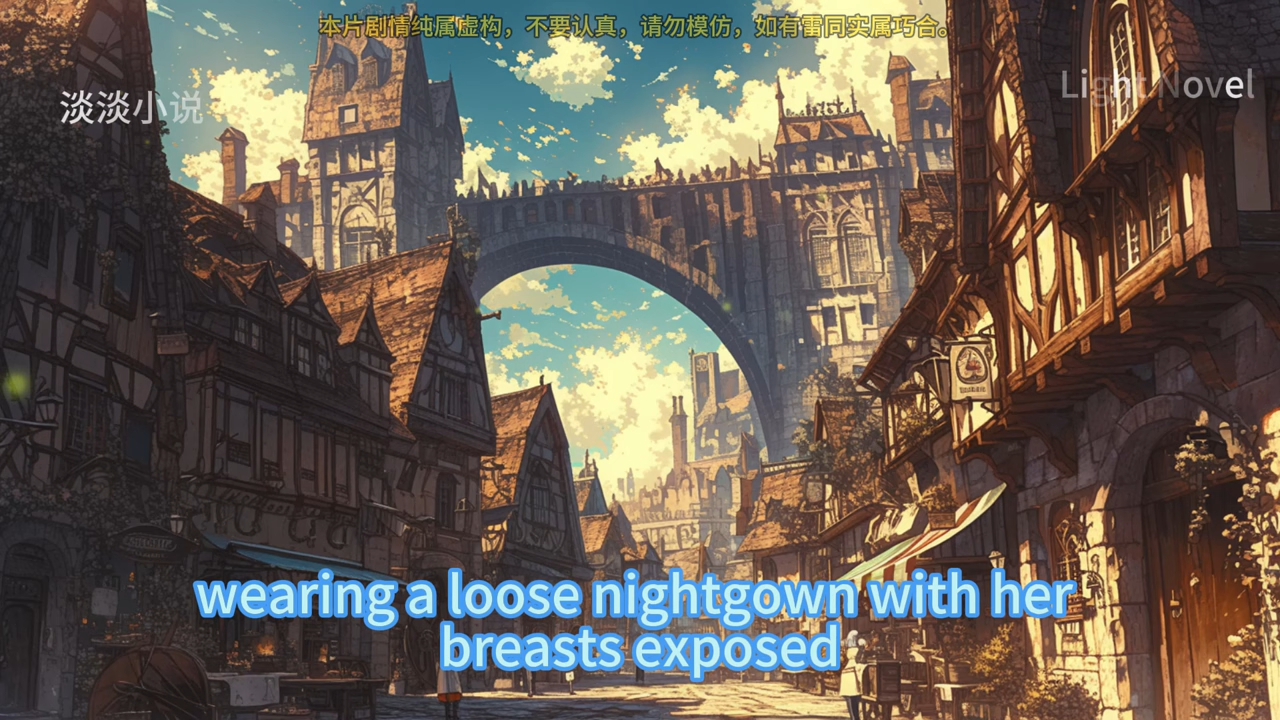 本片剧情纯属虚构，不要认真，请勿模仿，如有雷同实属巧合。
淡淡小说
Light Novel
wearing a loose nightgown with her
breasts exposed